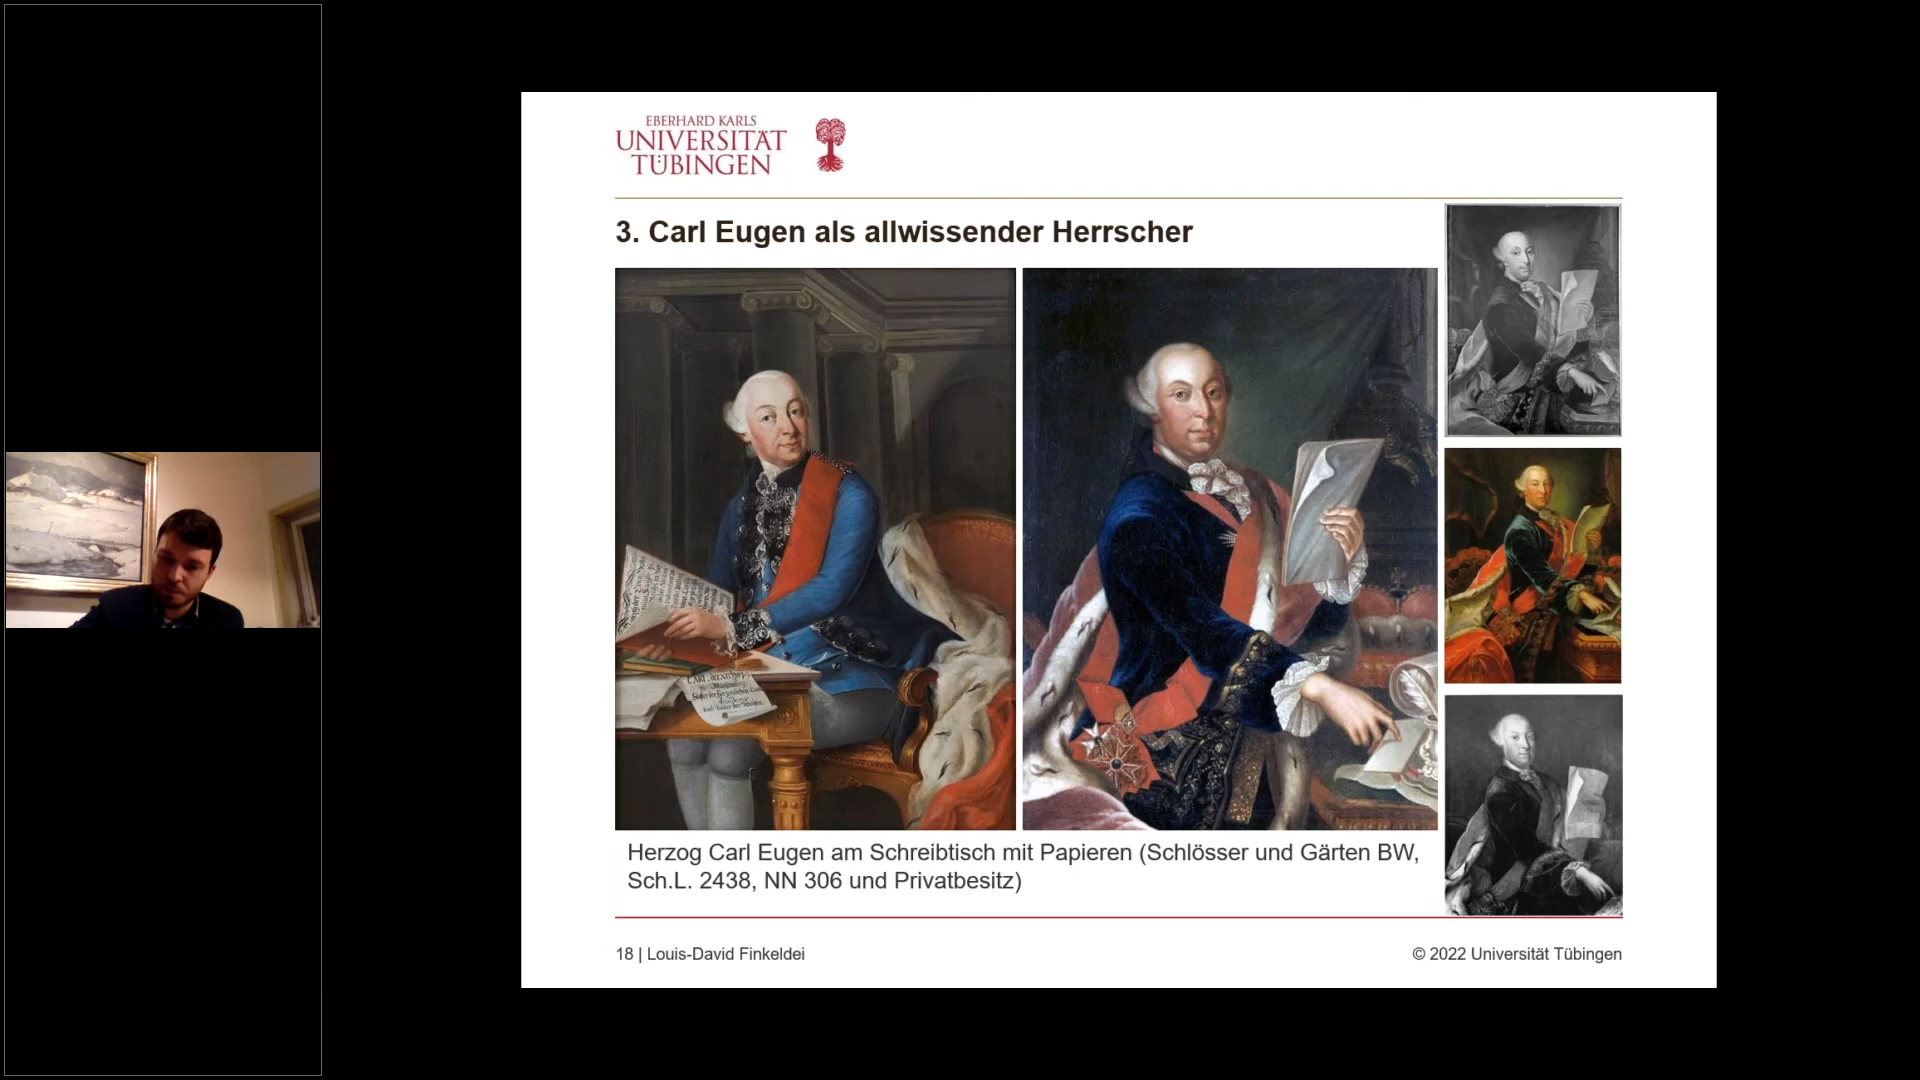 EBERHARD KARLS
UNIVERSITÄT
TÜBINGEN
3. Carl Eugen als allwissender Herrscher
CARL
Herzog Carl Eugen am Schreibtisch mit Papieren (Schlösser und Gärten BW,
Sch.L. 2438, NN 306 und Privatbesitz)
18 | Louis-David Finkeldei
© 2022 Universität Tübingen